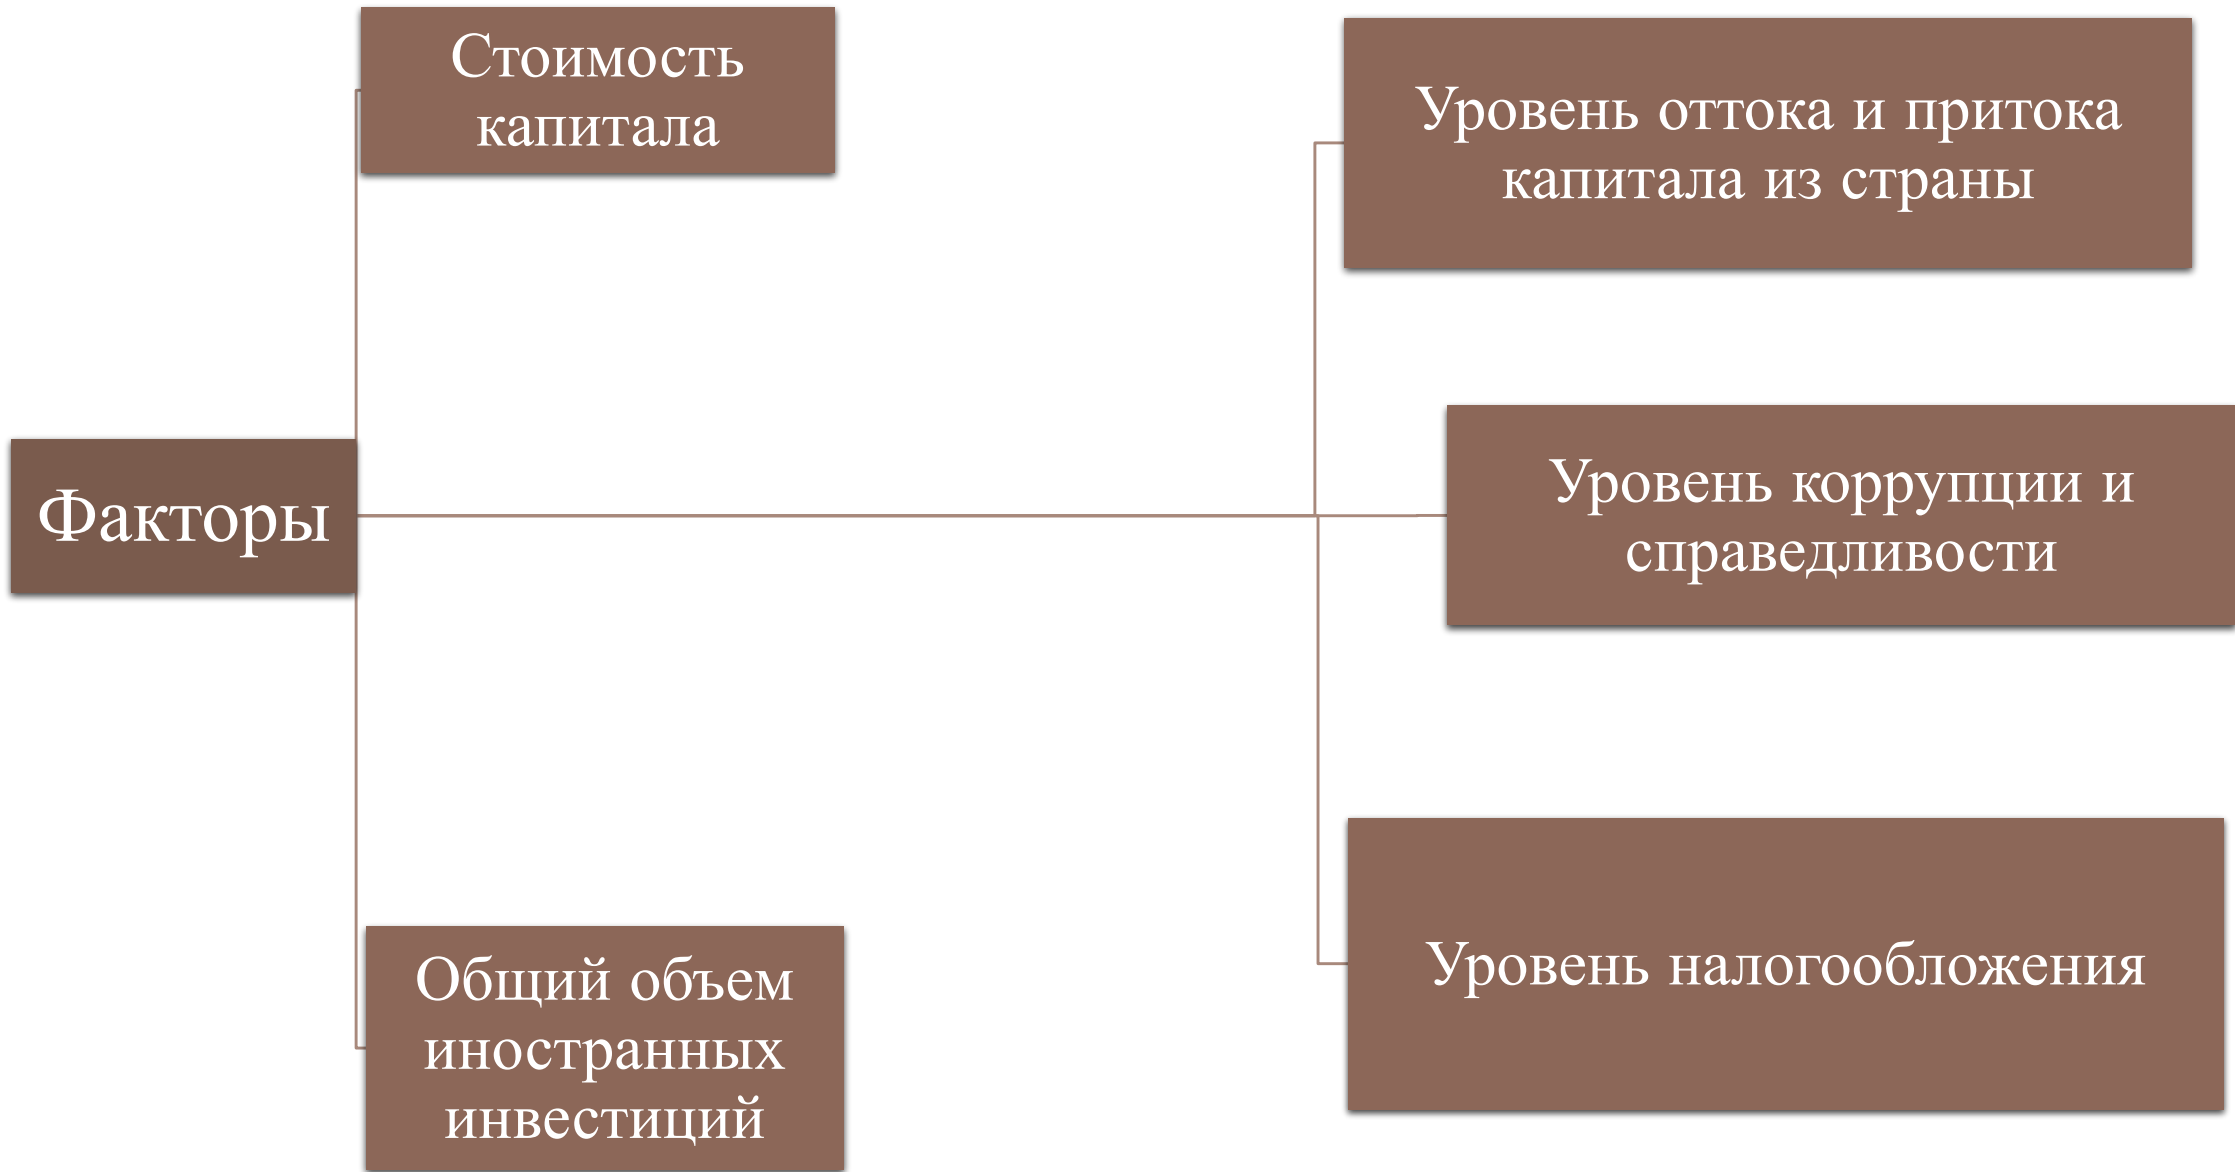 Факторы
Стоимость
капитала
Общий объем
иностранных
инвестиций
Уровень оттока и притока
капитала из страны
Уровень коррупции и
справедливости
Уровень налогообложения